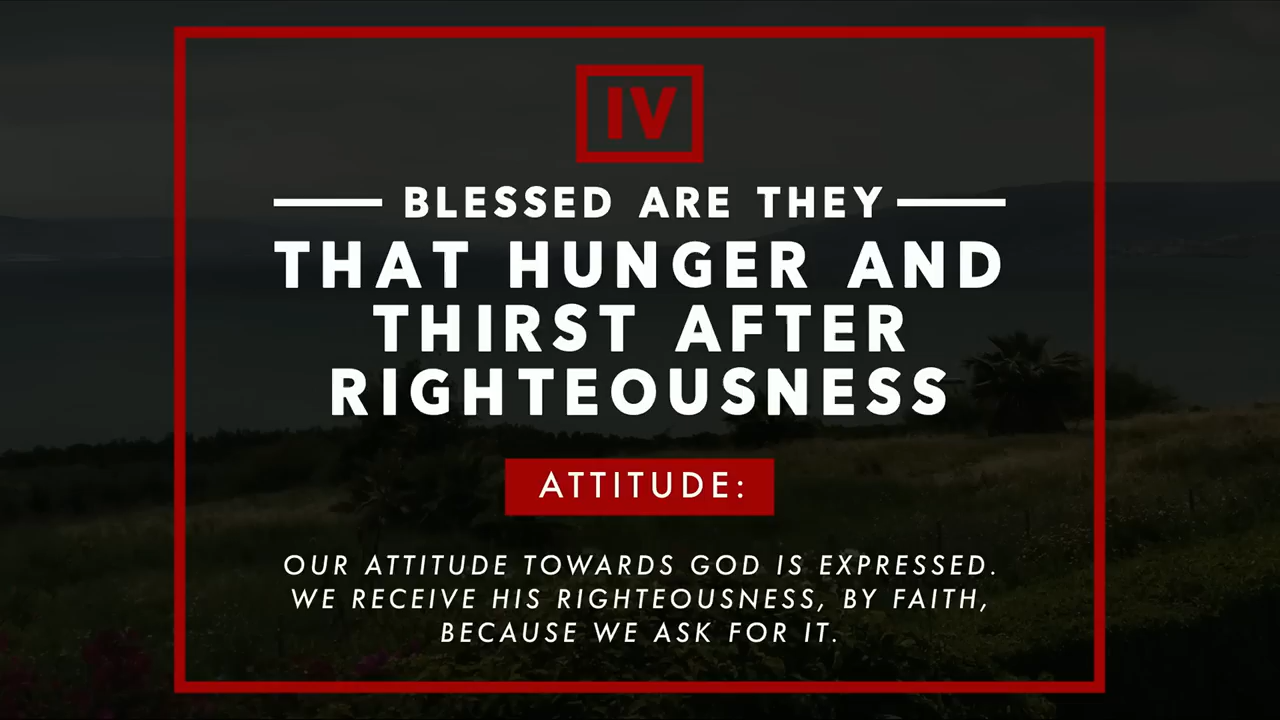 IV
BLESSED ARE THEY
THAT HUNGER AND
THIRST AFTER
RIGHTEOUSNESS
ATTITUDE:
OUR ATTITUDE TOWARDS GOD IS EXPRESSED.
WE RECEIVE HIS RIGHTEOUSNESS, BY FAITH,
BECAUSE WE ASK FOR IT.